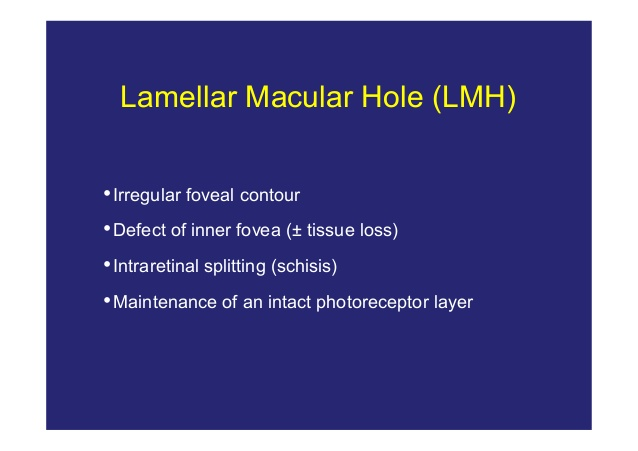 Lamellar Macular Hole (LMH)
•Irregular foveal contour
•Defect of inner fovea (± tissue loss)
•Intraretinal splitting (schisis)
•Maintenance of an intact photoreceptor layer